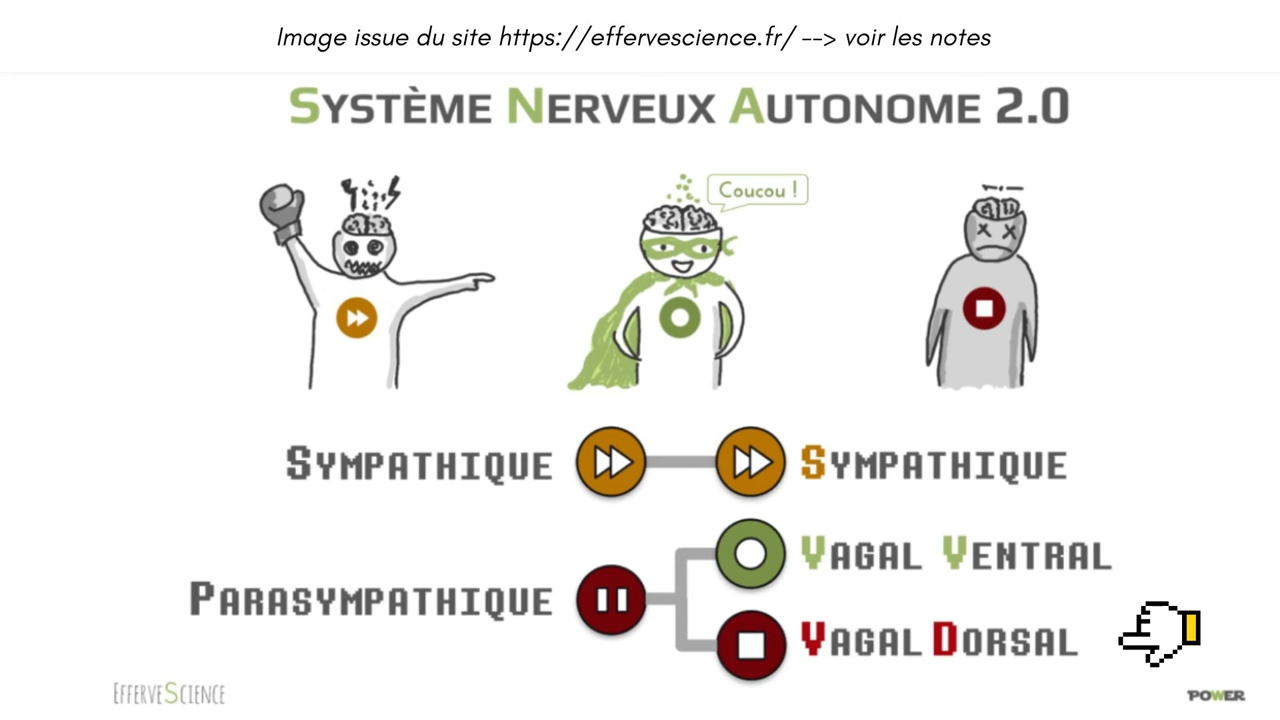 Image issue du site https://effervescience.fr/ --> voir les notes
SYSTÈME NERVEUX AUTONOME 2.0
Coucou !
SYMPATHIQUE
SYMPATHIQUE
VAGAL VENTRAL
PARASYMPATHIQUE
VAGAL DORSAL
EFFERVESCIENCE
POWER